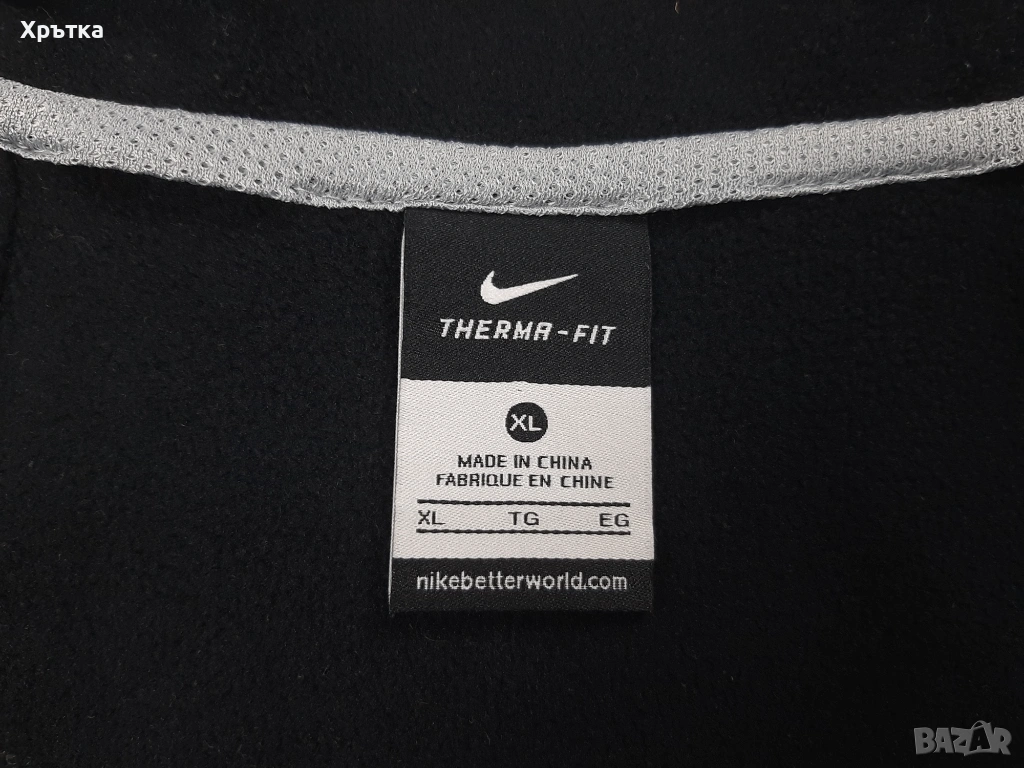 Хрътка
THERMA-FIT
XL
MADE IN CHINA
FABRIQUE EN CHINE
XL TG EG
nikebetterworld.com
BAZAR